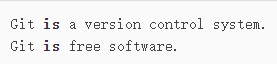 Git is a version control system.
Git is free software.